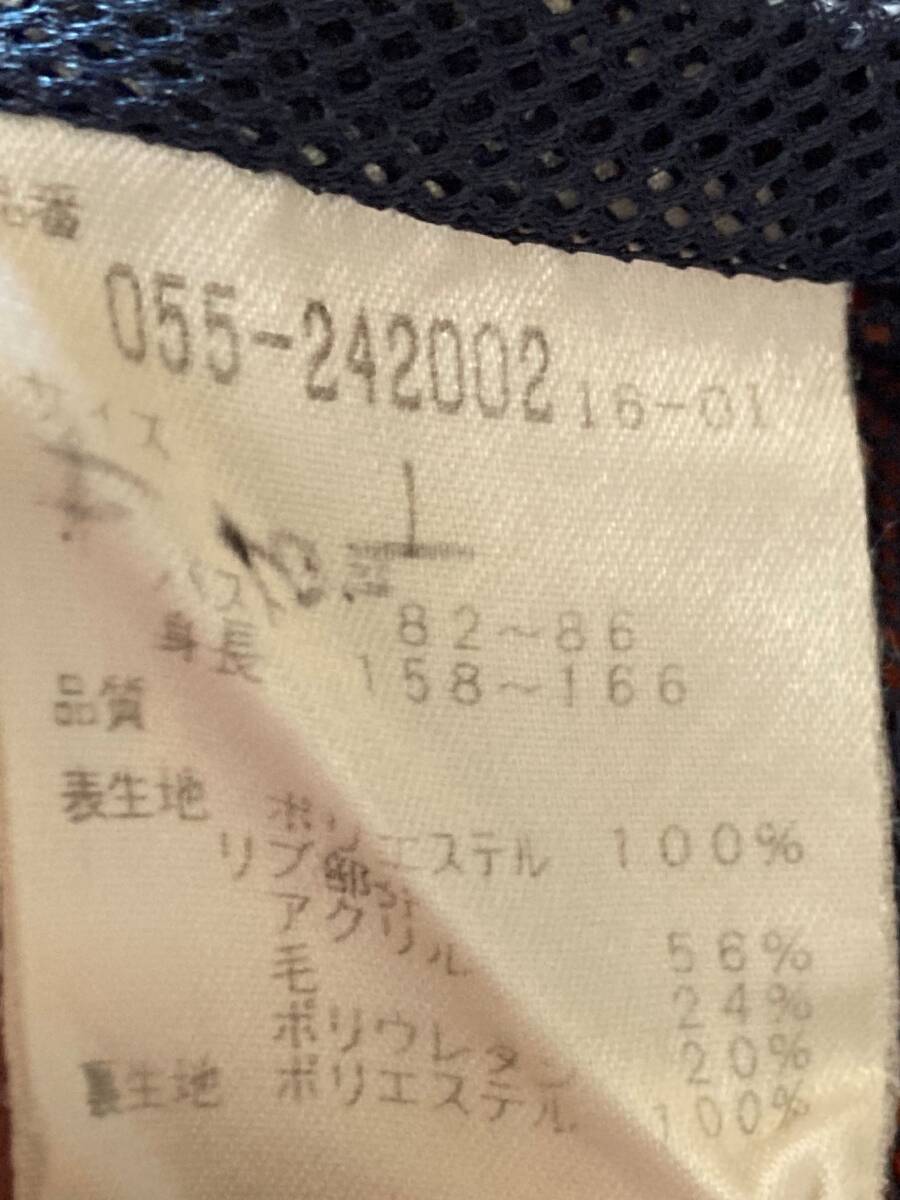 品番
055-242002 16-01
サイズ
L
バスト 82～86
身長 158～166
品質
表生地
ポリエステル 100%
リブ部分
アクリル 56%
毛 24%
ポリウレタン 20%
裏生地 ポリエステル 100%